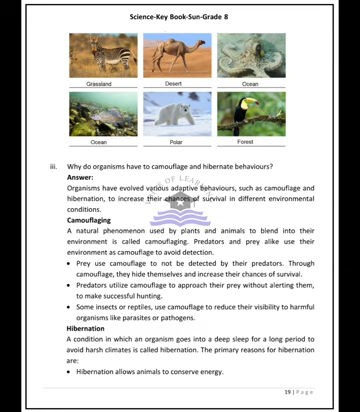 Science-Key Book-Sun-Grade 8
Grassland Desert Ocean
Ocean Polar Forest
iii. Why do organisms have to camouflage and hibernate behaviours?
Answer:
Organisms have evolved various adaptive behaviours, such as camouflage and
hibernation, to increase their chances of survival in different environmental
conditions.
Camouflaging
A natural phenomenon used by plants and animals to blend into their
environment is called camouflaging. Predators and prey alike use their
environment as camouflage to avoid detection.
• Prey use camouflage to not be detected by their predators. Through
camouflage, they hide themselves and increase their chances of survival.
• Predators utilize camouflage to approach their prey without alerting them,
to make successful hunting.
• Some insects or reptiles, use camouflage to reduce their visibility to harmful
organisms like parasites or pathogens.
Hibernation
A condition in which an organism goes into a deep sleep for a long period to
avoid harsh climates is called hibernation. The primary reasons for hibernation
are:
• Hibernation allows animals to conserve energy.
19 | Page